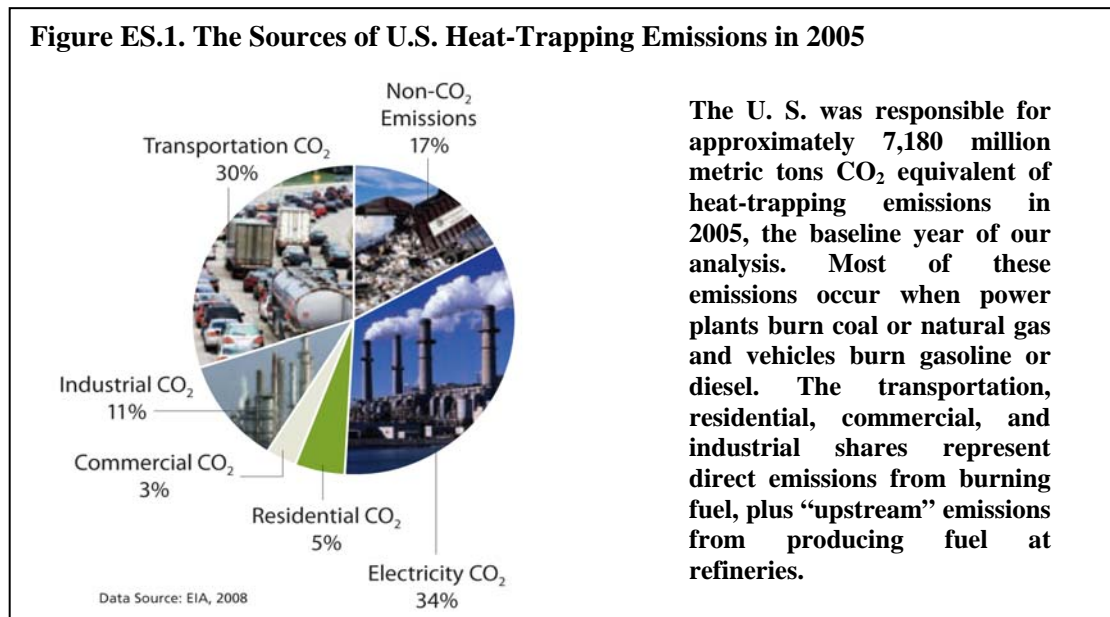 Figure ES.1. The Sources of U.S. Heat-Trapping Emissions in 2005
Non-CO₂
Emissions
17%
Transportation CO₂
30%
Industrial CO₂
11%
Commercial CO₂
3%
Residential CO₂
5%
Electricity CO₂
34%
Data Source: EIA, 2008
The U. S. was responsible for
approximately 7,180 million
metric tons CO₂ equivalent of
heat-trapping emissions in
2005, the baseline year of our
analysis. Most of these
emissions occur when power
plants burn coal or natural gas
and vehicles burn gasoline or
diesel. The transportation,
residential, commercial, and
industrial shares represent
direct emissions from burning
fuel, plus “upstream” emissions
from producing fuel at
refineries.